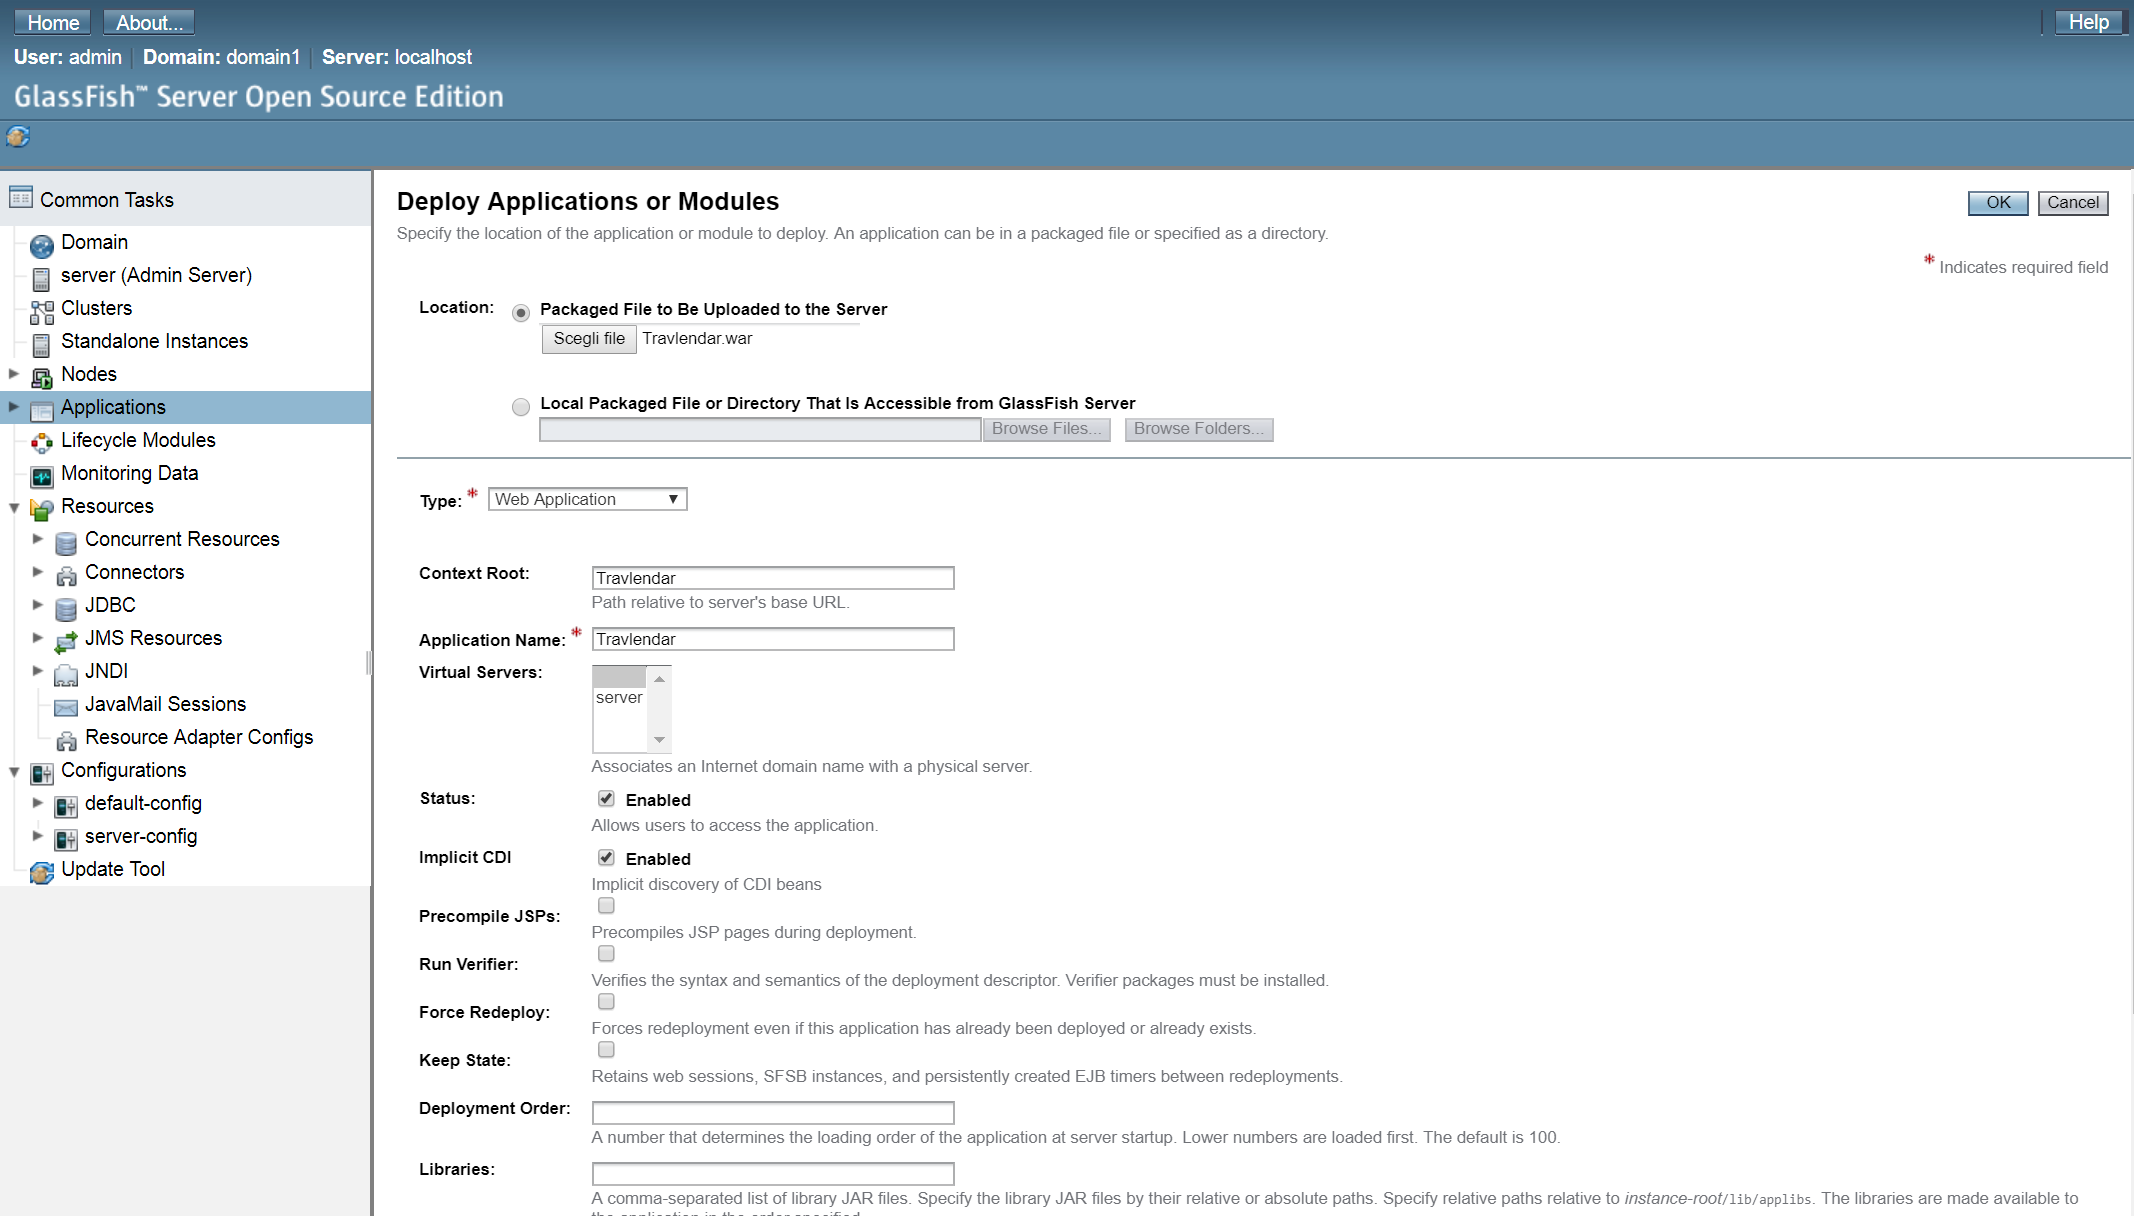 Home About... Help
User: admin Domain: domain1 Server: localhost
GlassFish™ Server Open Source Edition
Common Tasks
Domain
server (Admin Server)
Clusters
Standalone Instances
Nodes
Applications
Lifecycle Modules
Monitoring Data
Resources
Concurrent Resources
Connectors
JDBC
JMS Resources
JNDI
JavaMail Sessions
Resource Adapter Configs
Configurations
default-config
server-config
Update Tool
Deploy Applications or Modules
OK Cancel
Specify the location of the application or module to deploy. An application can be in a packaged file or specified as a directory.
* Indicates required field
Location: Packaged File to Be Uploaded to the Server
Scegli file Travlendar.war
Local Packaged File or Directory That Is Accessible from GlassFish Server
Browse Files... Browse Folders...
Type: * Web Application
Context Root: Travlendar
Path relative to server's base URL.
Application Name: * Travlendar
Virtual Servers:
server
Associates an Internet domain name with a physical server.
Status: Enabled
Allows users to access the application.
Implicit CDI Enabled
Implicit discovery of CDI beans
Precompile JSPs:
Precompiles JSP pages during deployment.
Run Verifier:
Verifies the syntax and semantics of the deployment descriptor. Verifier packages must be installed.
Force Redeploy:
Forces redeployment even if this application has already been deployed or already exists.
Keep State:
Retains web sessions, SFSB instances, and persistently created EJB timers between redeployments.
Deployment Order:
A number that determines the loading order of the application at server startup. Lower numbers are loaded first. The default is 100.
Libraries:
A comma-separated list of library JAR files. Specify the library JAR files by their relative or absolute paths. Specify relative paths relative to instance-root/lib/applibs. The libraries are made available to